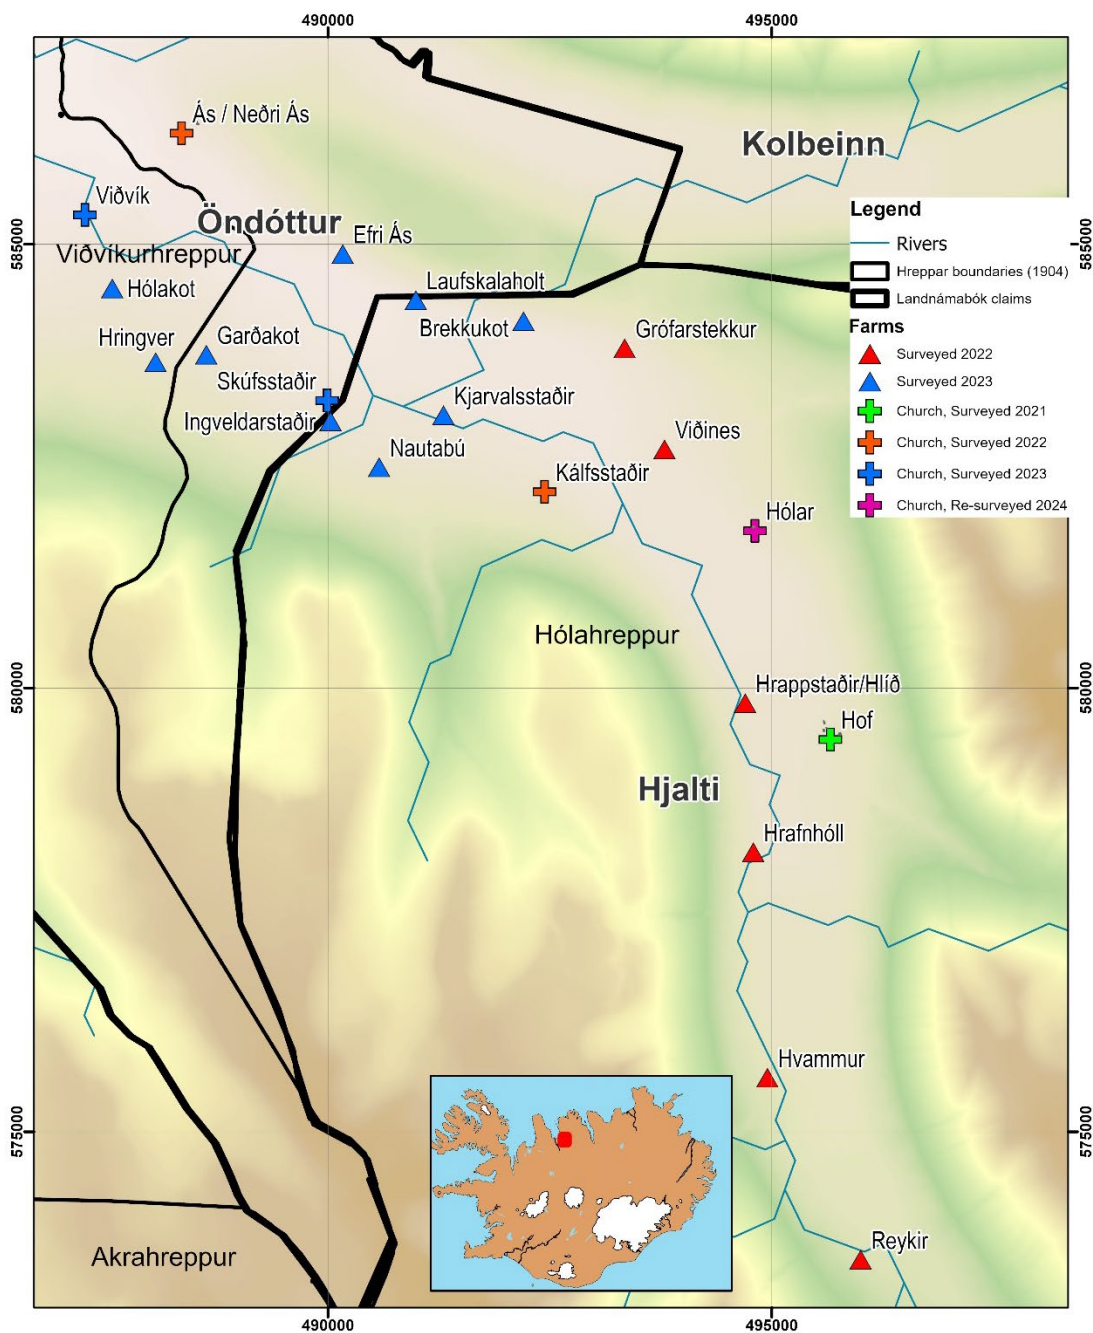 490000
495000
Ás / Neðri Ás
Kolbeinn
Viðvík
Legend
Öndóttur
Efri Ás
585000
585000
Viðvíkurhreppur
Rivers
Hreppar boundaries (1904)
Hólakot
Laufskalaholt
Landnámabók claims
Brekkukot
Grófarstekkur
Farms
Hringver
Garðakot
Surveyed 2022
Skúfsstaðir
Surveyed 2023
Kjarvalsstaðir
Church, Surveyed 2021
Ingveldarstaðir
Viðines
Church, Surveyed 2022
Nautabú
Kálfsstaðir
Church, Surveyed 2023
Hólar
Church, Re-surveyed 2024
Hólahreppur
580000
580000
Hrappstaðir/Hlíð
Hof
Hjalti
Hrafnhóll
Hvammur
575000
575000
Reykir
Akrahreppur
490000
495000